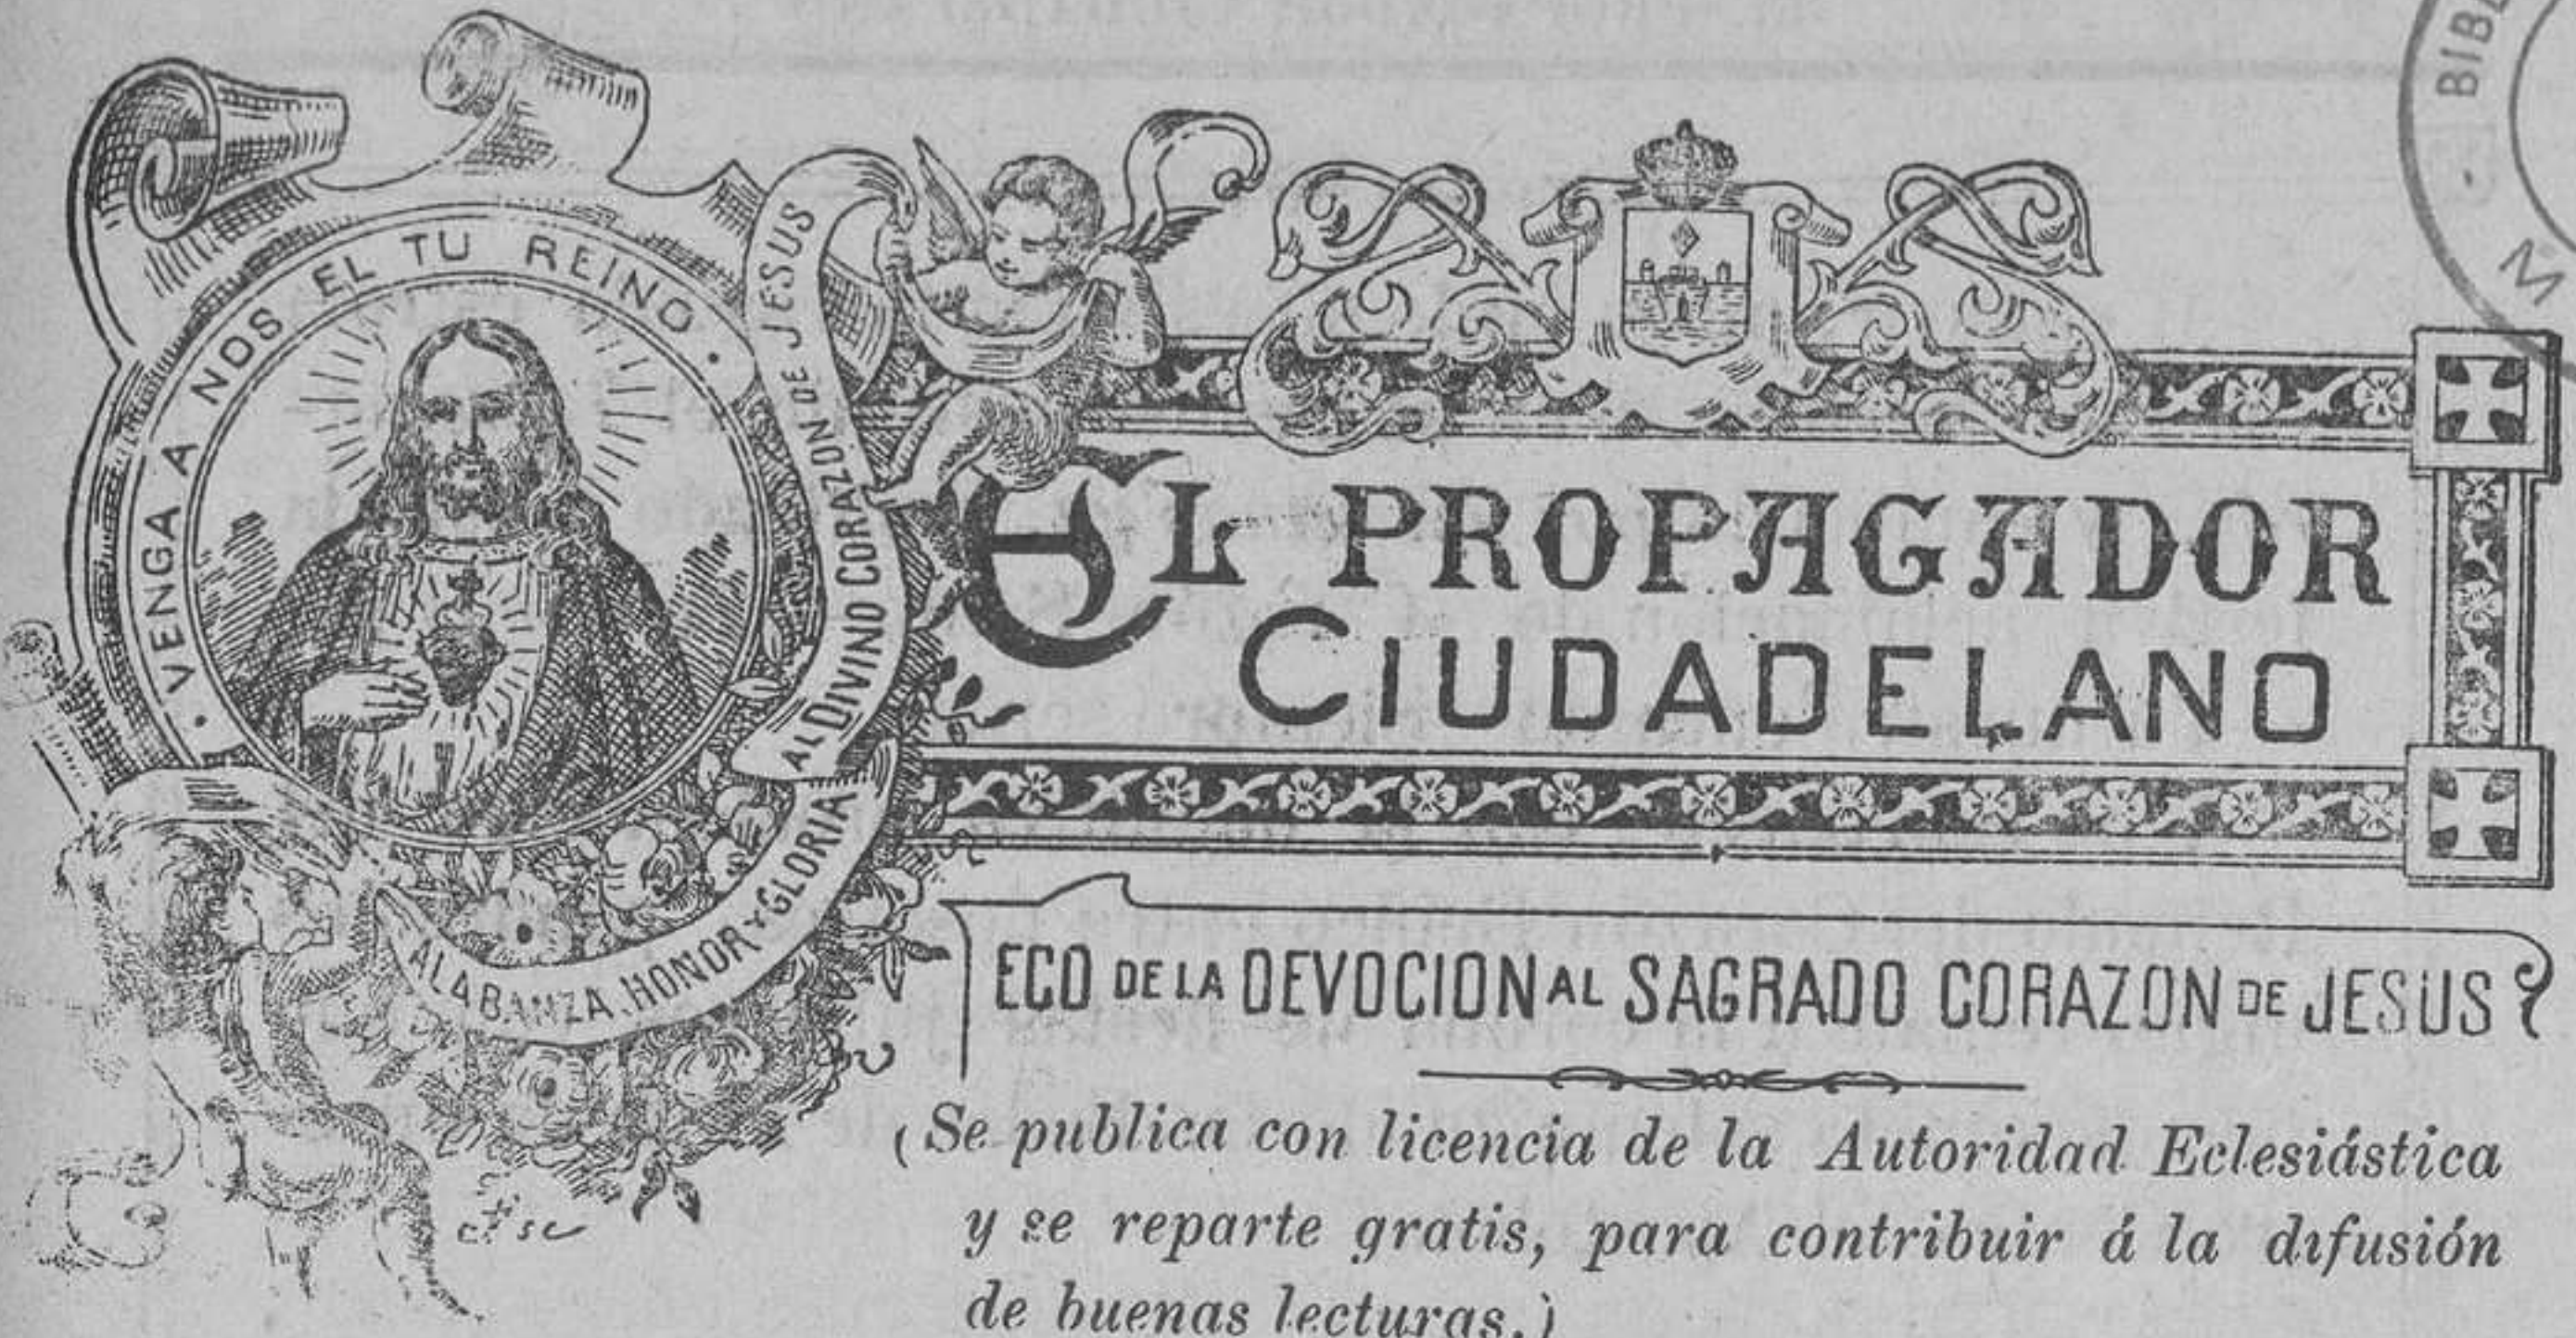 · VENGA A NOS EL TU REINO ·
ALABANZA, HONOR Y GLORIA
AL DIVINO CORAZON DE JESUS
EL PROPAGADOR
CIUDADELANO
ECO DE LA DEVOCION AL SAGRADO CORAZON DE JESUS
(Se publica con licencia de la Autoridad Eclesiástica
y se reparte gratis, para contribuir á la difusión
de buenas lecturas.)